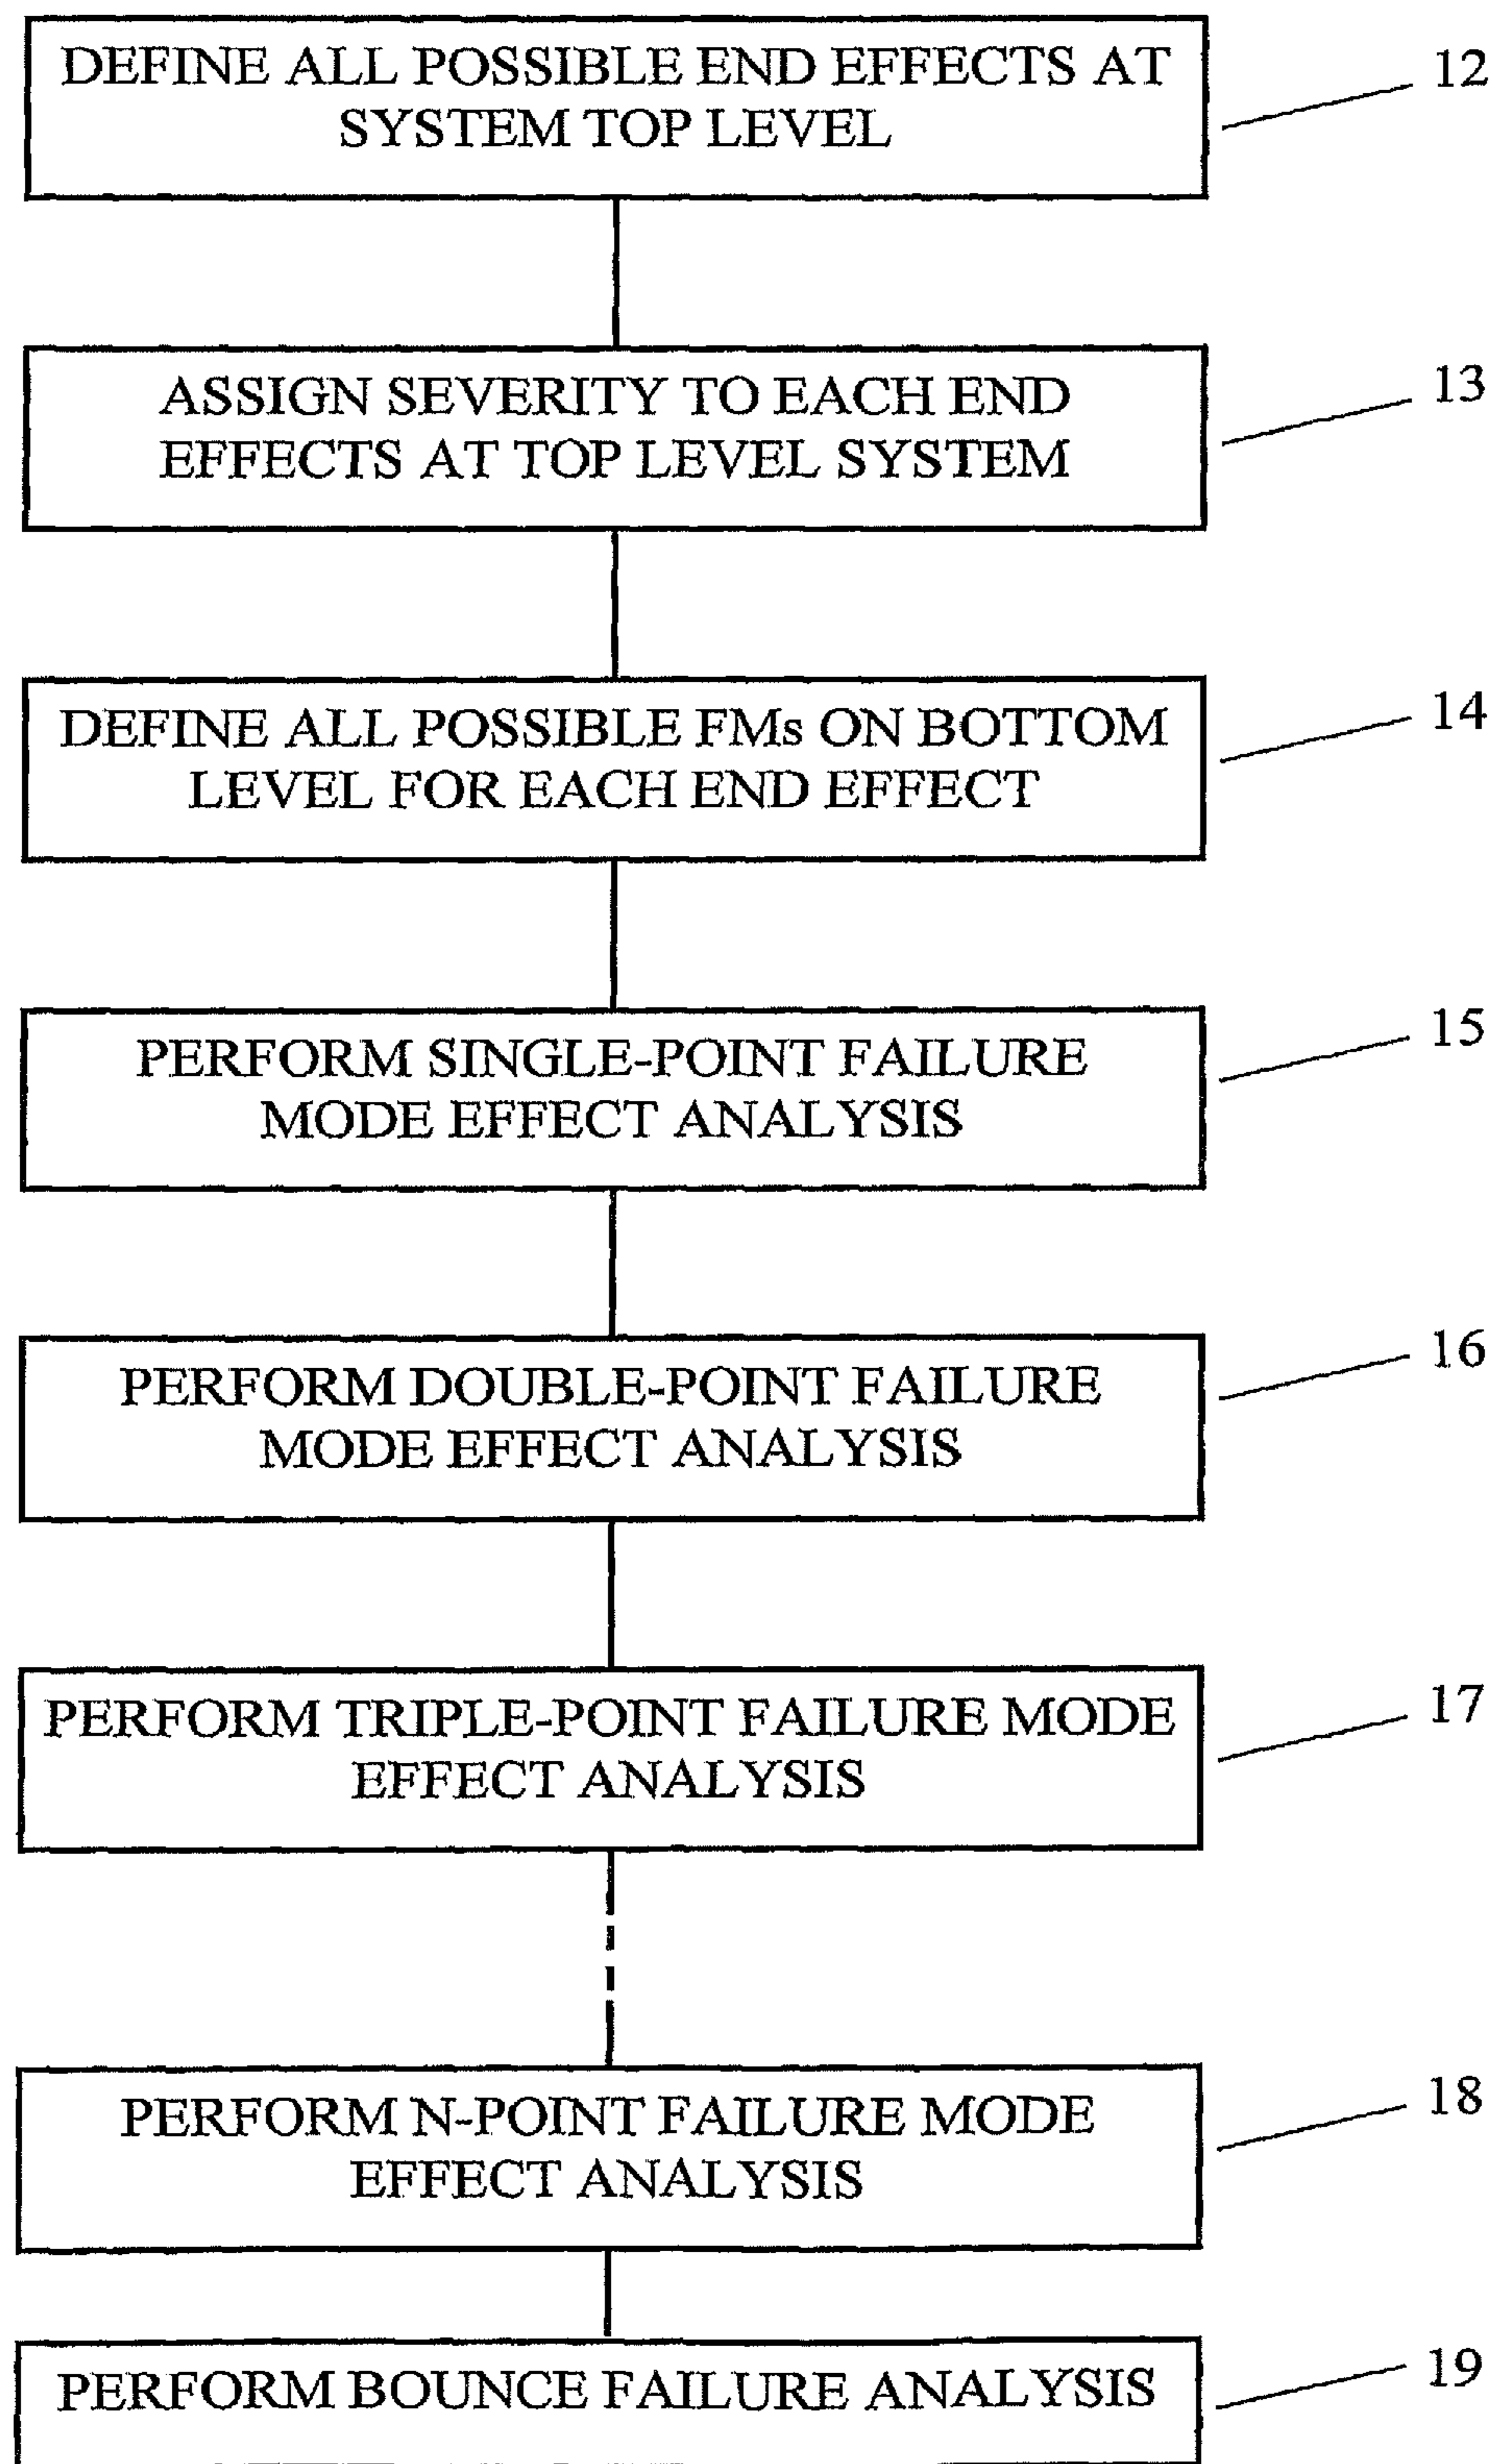 DEFINE ALL POSSIBLE END EFFECTS AT
SYSTEM TOP LEVEL
12
ASSIGN SEVERITY TO EACH END
EFFECTS AT TOP LEVEL SYSTEM
13
DEFINE ALL POSSIBLE FMs ON BOTTOM
LEVEL FOR EACH END EFFECT
14
PERFORM SINGLE-POINT FAILURE
MODE EFFECT ANALYSIS
15
PERFORM DOUBLE-POINT FAILURE
MODE EFFECT ANALYSIS
16
PERFORM TRIPLE-POINT FAILURE MODE
EFFECT ANALYSIS
17
PERFORM N-POINT FAILURE MODE
EFFECT ANALYSIS
18
PERFORM BOUNCE FAILURE ANALYSIS
19